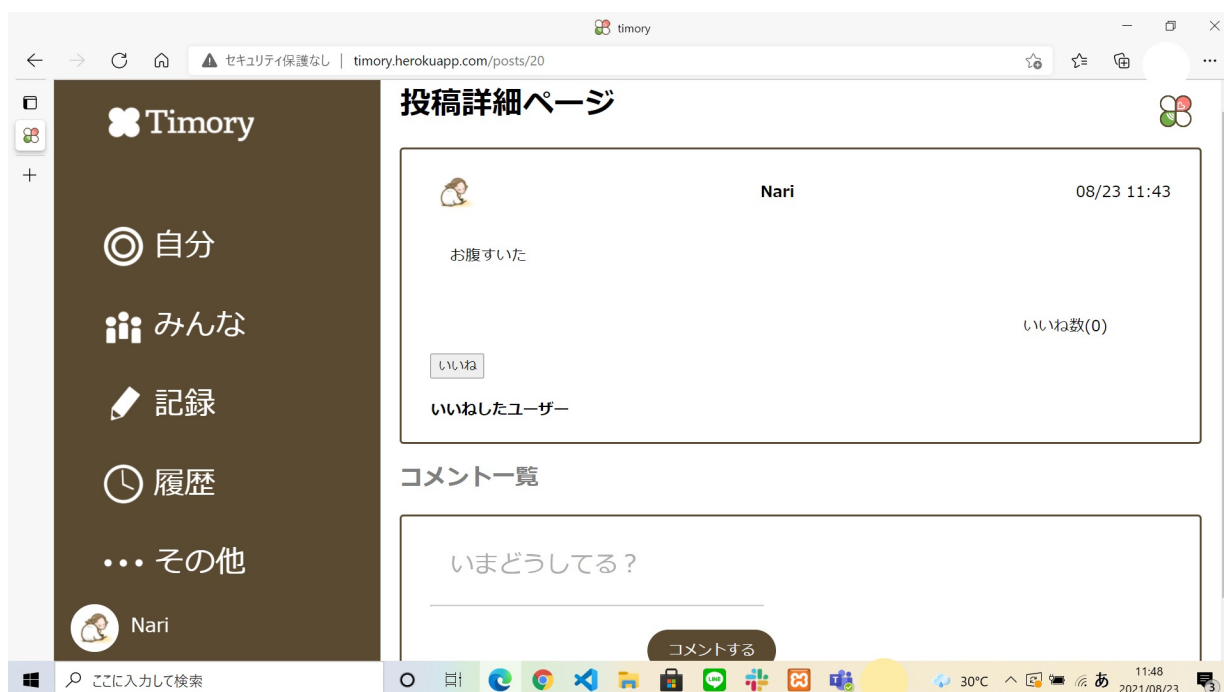 timory
セキュリティ保護なし | timory.herokuapp.com/posts/20
Timory
自分
みんな
記録
履歴
その他
Nari
投稿詳細ページ
Nari
08/23 11:43
お腹すいた
いいね数(0)
いいね
いいねしたユーザー
コメント一覧
いまどうしてる？
コメントする
ここに入力して検索
LINE
30°C
あ
11:48
2021/08/23
3